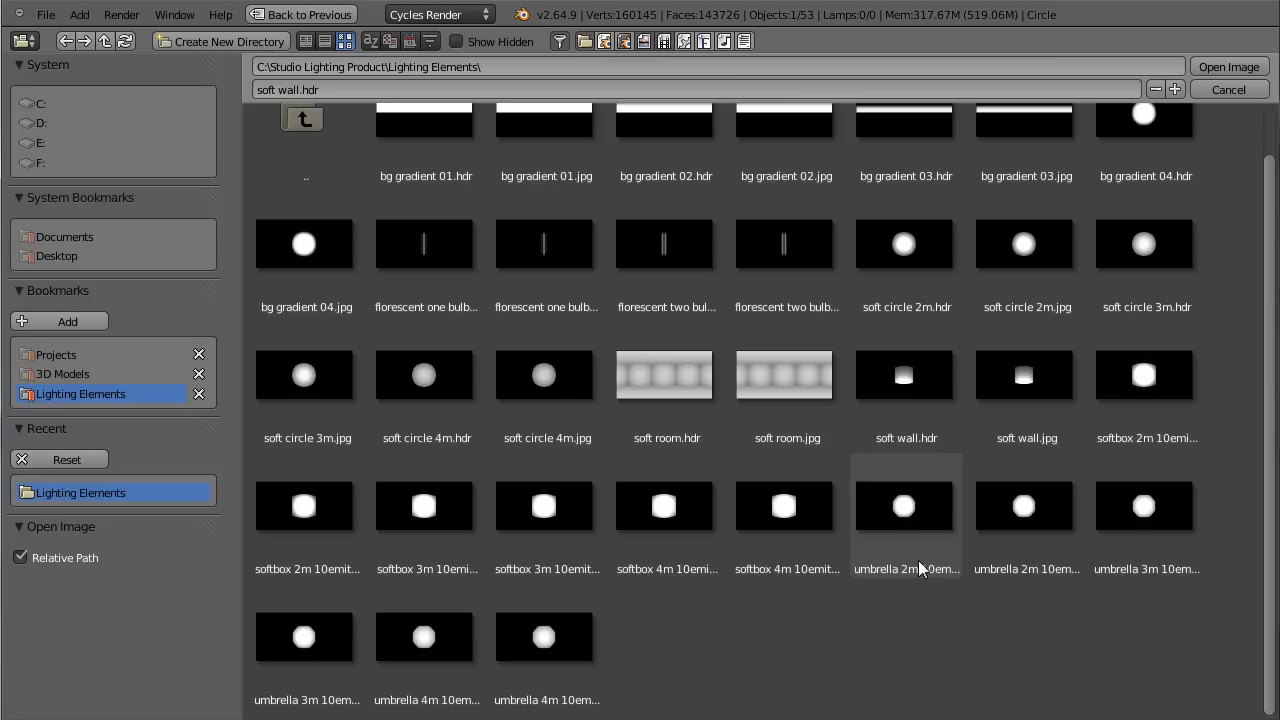 File Add Render Window Help Back to Previous Cycles Render v2.64.9 | Verts:160145 | Faces:143726 | Objects:1/53 | Lamps:0/0 | Mem:317.67M (519.06M) | Circle
Create New Directory Show Hidden
System
C:\Studio Lighting Product\Lighting Elements\ Open Image
soft wall.hdr Cancel
C:
D:
E:
F:
System Bookmarks
Documents
Desktop
Bookmarks
Add
Projects
3D Models
Lighting Elements
Recent
Reset
Lighting Elements
Open Image
Relative Path
.. bg gradient 01.hdr bg gradient 01.jpg bg gradient 02.hdr bg gradient 02.jpg bg gradient 03.hdr bg gradient 03.jpg bg gradient 04.hdr
bg gradient 04.jpg florescent one bulb... florescent one bulb... florescent two bul... florescent two bulb... soft circle 2m.hdr soft circle 2m.jpg soft circle 3m.hdr
soft circle 3m.jpg soft circle 4m.hdr soft circle 4m.jpg soft room.hdr soft room.jpg soft wall.hdr soft wall.jpg softbox 2m 10emi...
softbox 2m 10emit... softbox 3m 10emi... softbox 3m 10emit... softbox 4m 10emi... softbox 4m 10emit... umbrella 2m 10em... umbrella 2m 10em... umbrella 3m 10em...
umbrella 3m 10em... umbrella 4m 10em... umbrella 4m 10em...